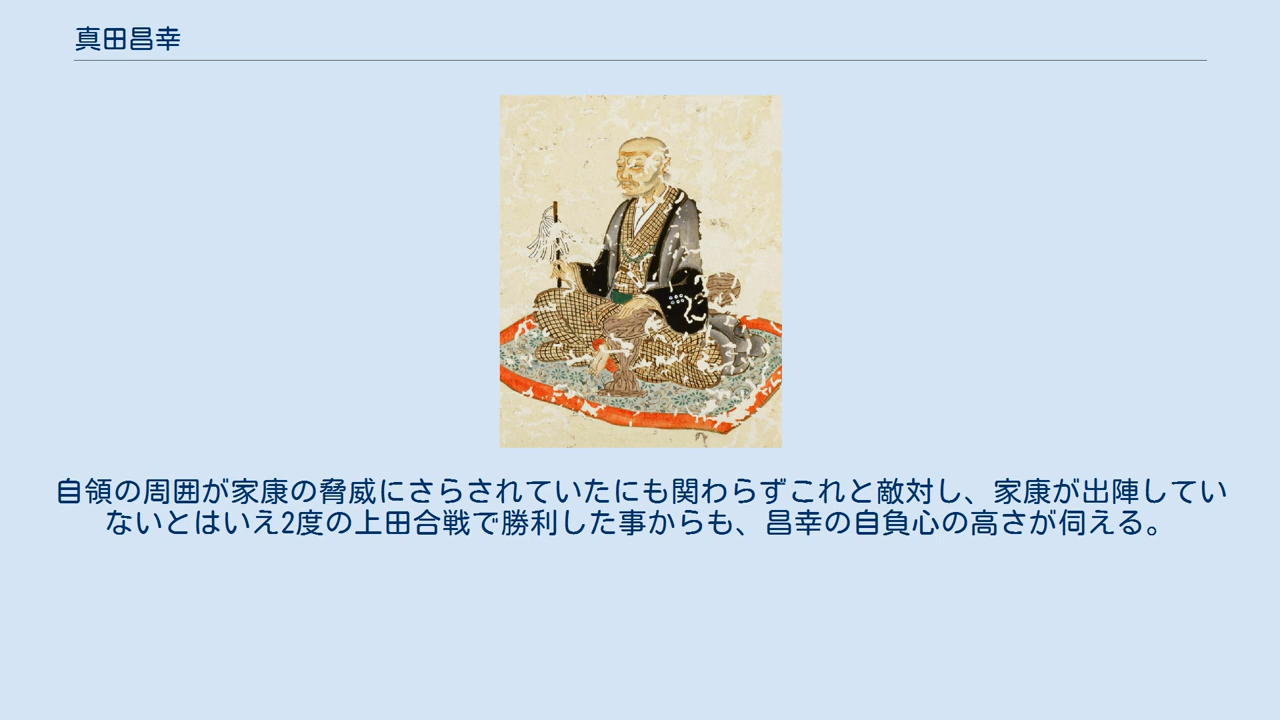 真田昌幸
自領の周囲が家康の脅威にさらされていたにも関わらずこれと敵対し、家康が出陣してい
ないとはいえ2度の上田合戦で勝利した事からも、昌幸の自負心の高さが伺える。